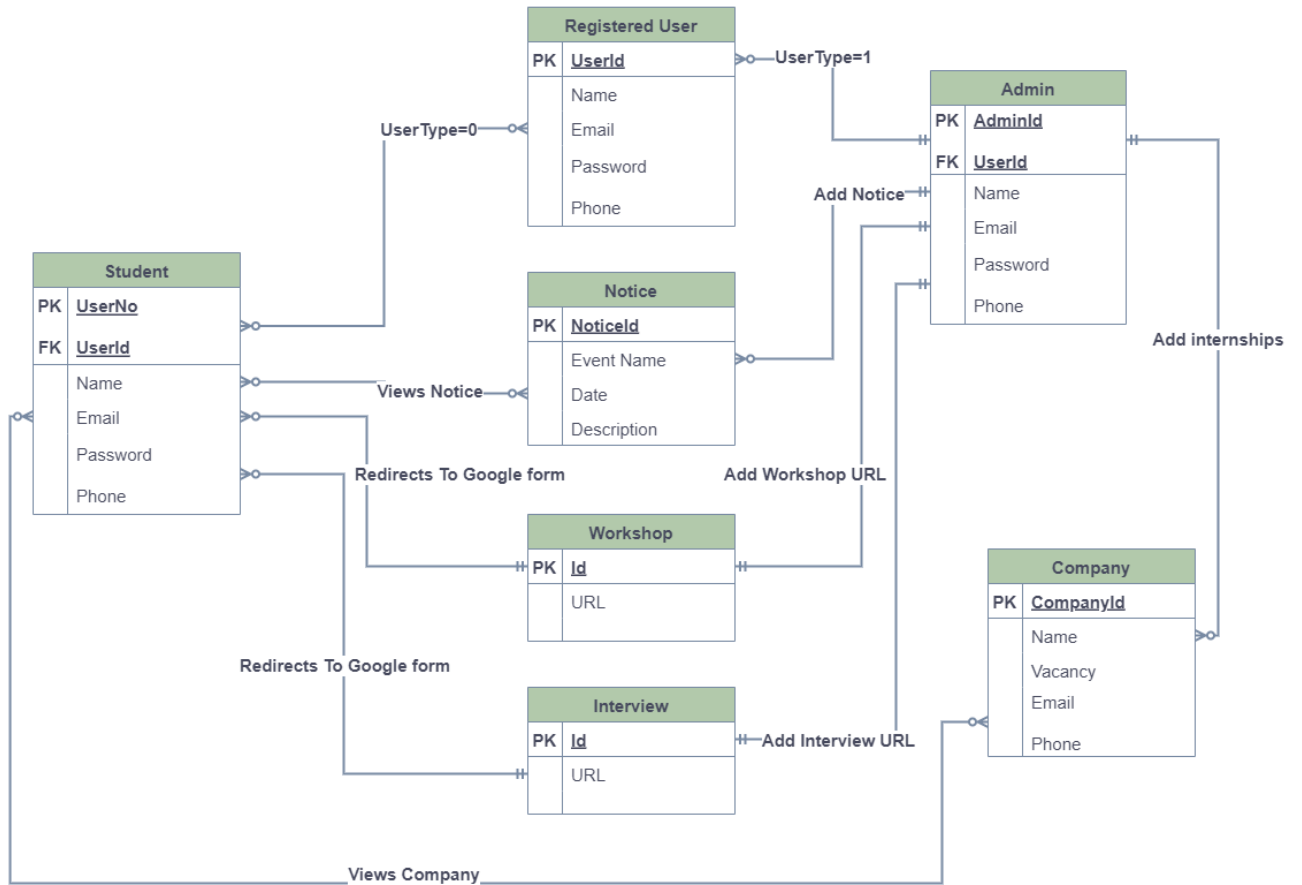 Registered User
PK UserId
Name
Email
Password
Phone
UserType=1
UserType=0
Admin
PK AdminId
FK UserId
Name
Email
Password
Phone
Add Notice
Student
PK UserNo
FK UserId
Name
Email
Password
Phone
Notice
PK NoticeId
Event Name
Date
Description
Views Notice
Add internships
Redirects To Google form
Add Workshop URL
Workshop
PK Id
URL
Company
PK CompanyId
Name
Vacancy
Email
Phone
Redirects To Google form
Interview
PK Id
URL
Add Interview URL
Views Company